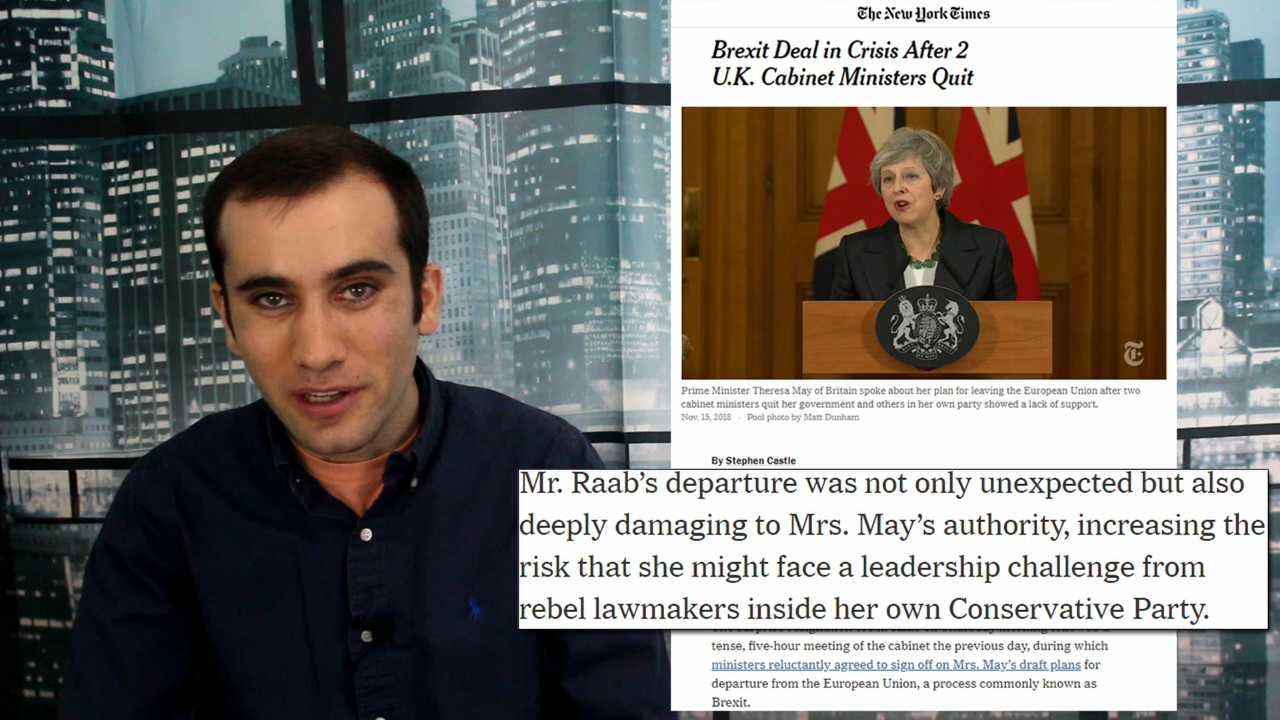 The New York Times
Brexit Deal in Crisis After 2
U.K. Cabinet Ministers Quit
Prime Minister Theresa May of Britain spoke about her plan for leaving the European Union after two
cabinet ministers quit her government and others in her own party showed a lack of support.
Nov. 15, 2018 · Pool photo by Matt Dunham
By Stephen Castle
Mr. Raab’s departure was not only unexpected but also
deeply damaging to Mrs. May’s authority, increasing the
risk that she might face a leadership challenge from
rebel lawmakers inside her own Conservative Party.
tense, five-hour meeting of the cabinet the previous day, during which
ministers reluctantly agreed to sign off on Mrs. May’s draft plans for
departure from the European Union, a process commonly known as
Brexit.